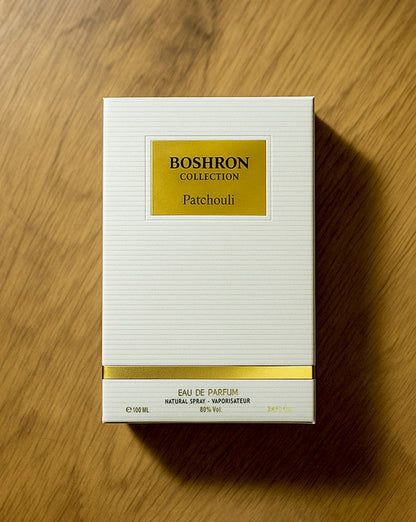 BOSHRON
COLLECTION
Patchouli
EAU DE PARFUM
NATURAL SPRAY - VAPORISATEUR
℮ 100 ML 80% Vol.